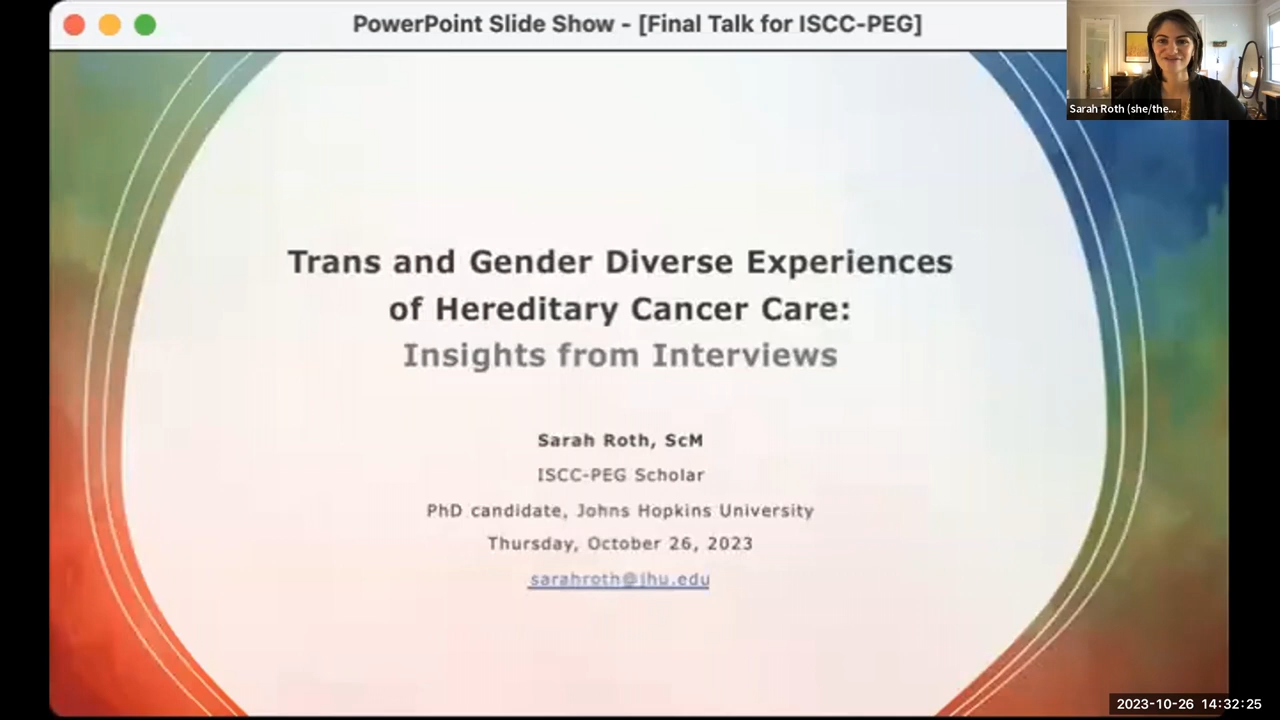 PowerPoint Slide Show - [Final Talk for ISCC-PEG]
Sarah Roth (she/the...
Trans and Gender Diverse Experiences
of Hereditary Cancer Care:
Insights from Interviews
Sarah Roth, ScM
ISCC-PEG Scholar
PhD candidate, Johns Hopkins University
Thursday, October 26, 2023
sarahroth@jhu.edu
2023-10-26 14:32:25